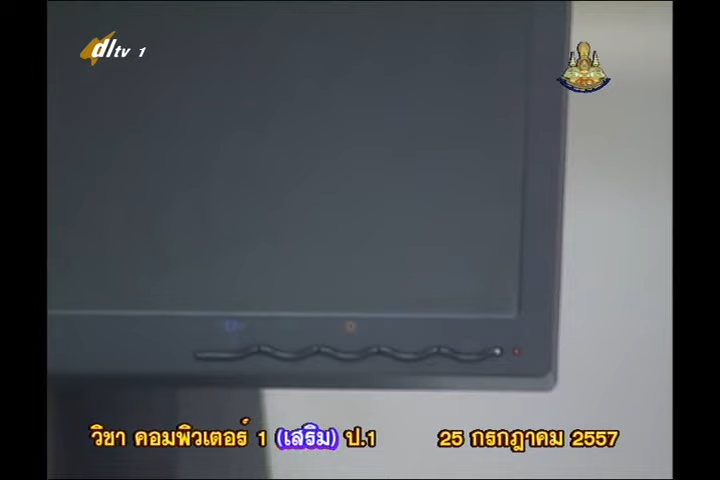 dltv 1
วิชา คอมพิวเตอร์ 1 (เสริม) ป.1 25 กรกฎาคม 2557